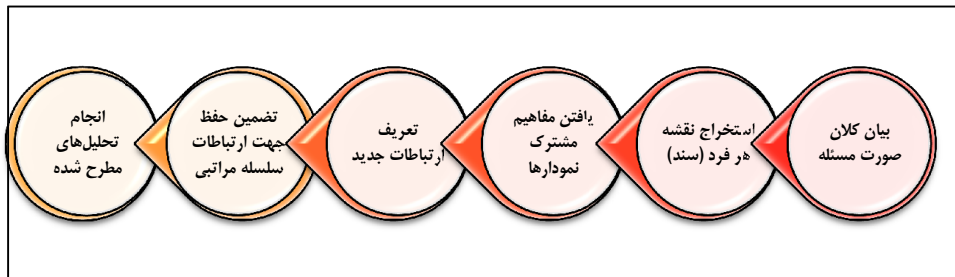 بیان کلان
صورت مسئله
استخراج نقشه
هر فرد (سند)
یافتن مفاهیم
مشترک
نمودارها
تعریف
ارتباطات جدید
تضمین حفظ
جهت ارتباطات
سلسله مراتبی
انجام
تحلیل‌های
مطرح شده